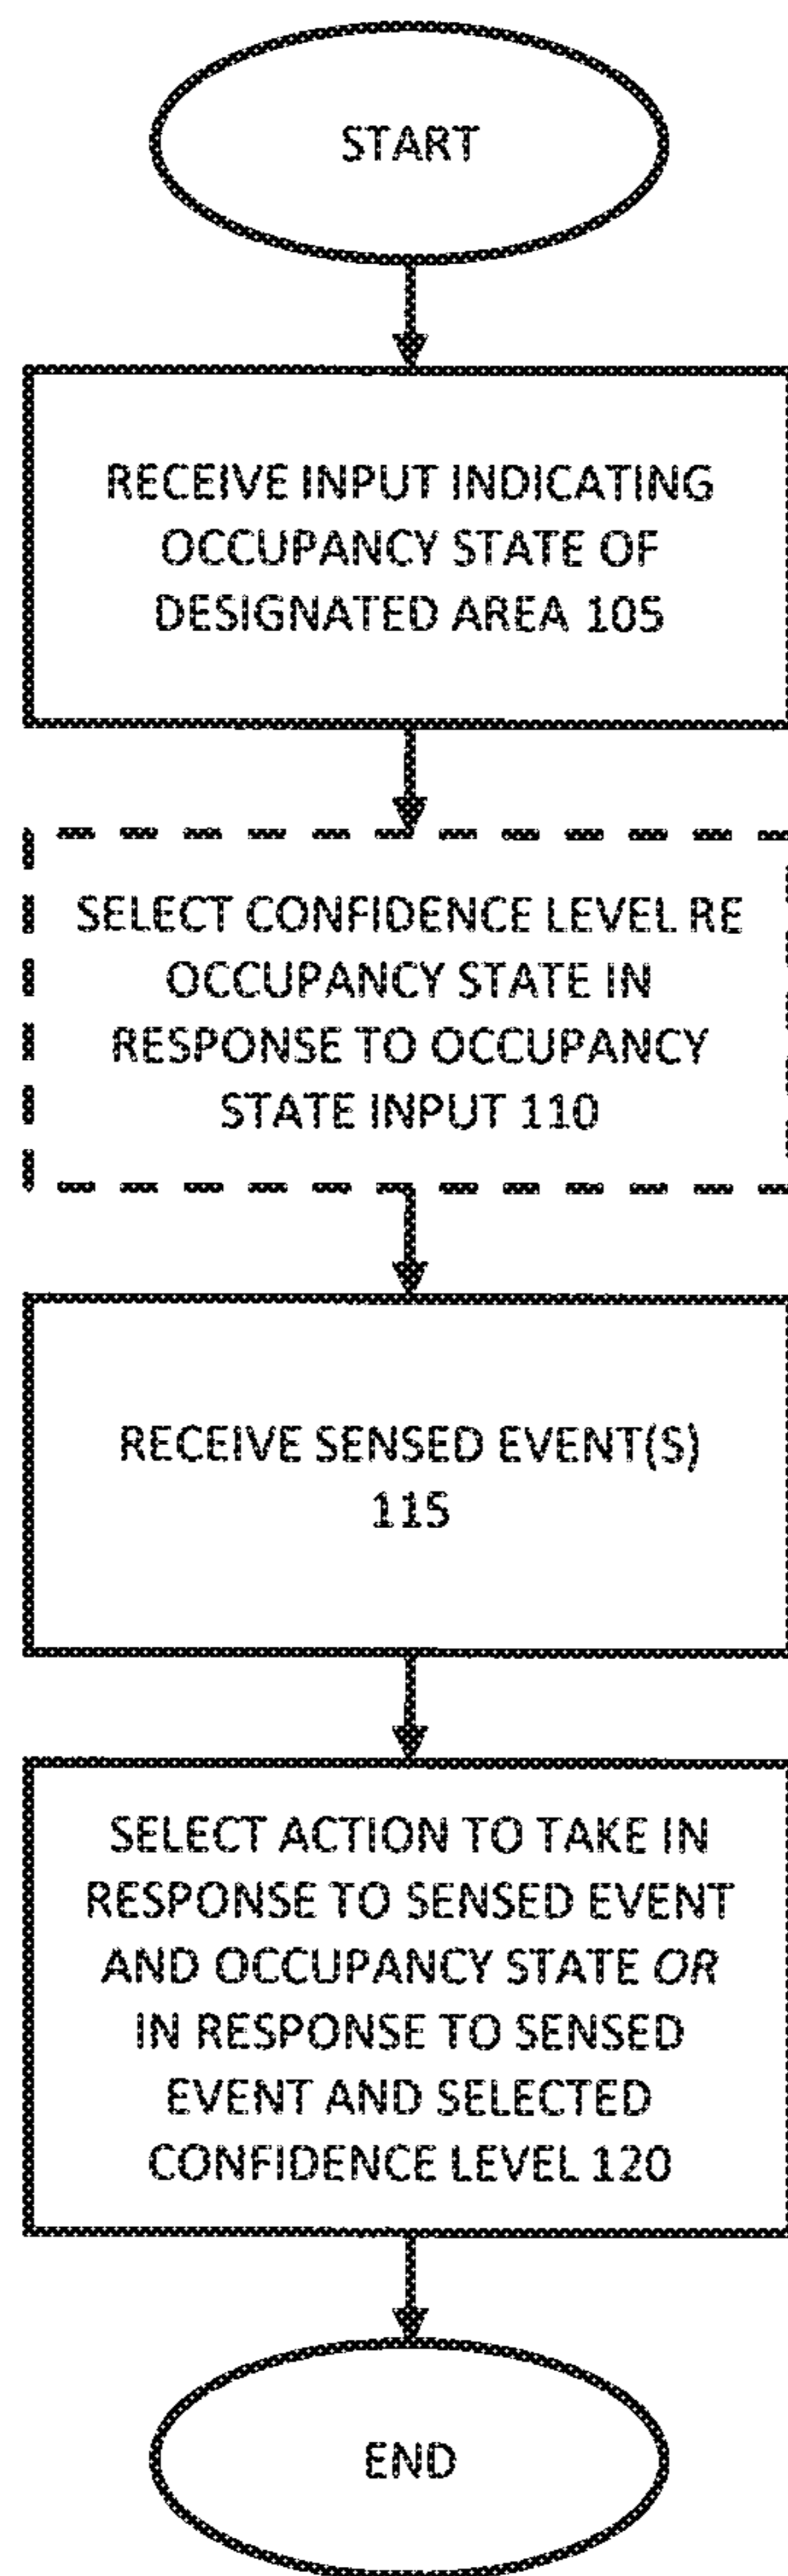 START
RECEIVE INPUT INDICATING
OCCUPANCY STATE OF
DESIGNATED AREA 105
SELECT CONFIDENCE LEVEL RE
OCCUPANCY STATE IN
RESPONSE TO OCCUPANCY
STATE INPUT 110
RECEIVE SENSED EVENT(S)
115
SELECT ACTION TO TAKE IN
RESPONSE TO SENSED EVENT
AND OCCUPANCY STATE OR
IN RESPONSE TO SENSED
EVENT AND SELECTED
CONFIDENCE LEVEL 120
END